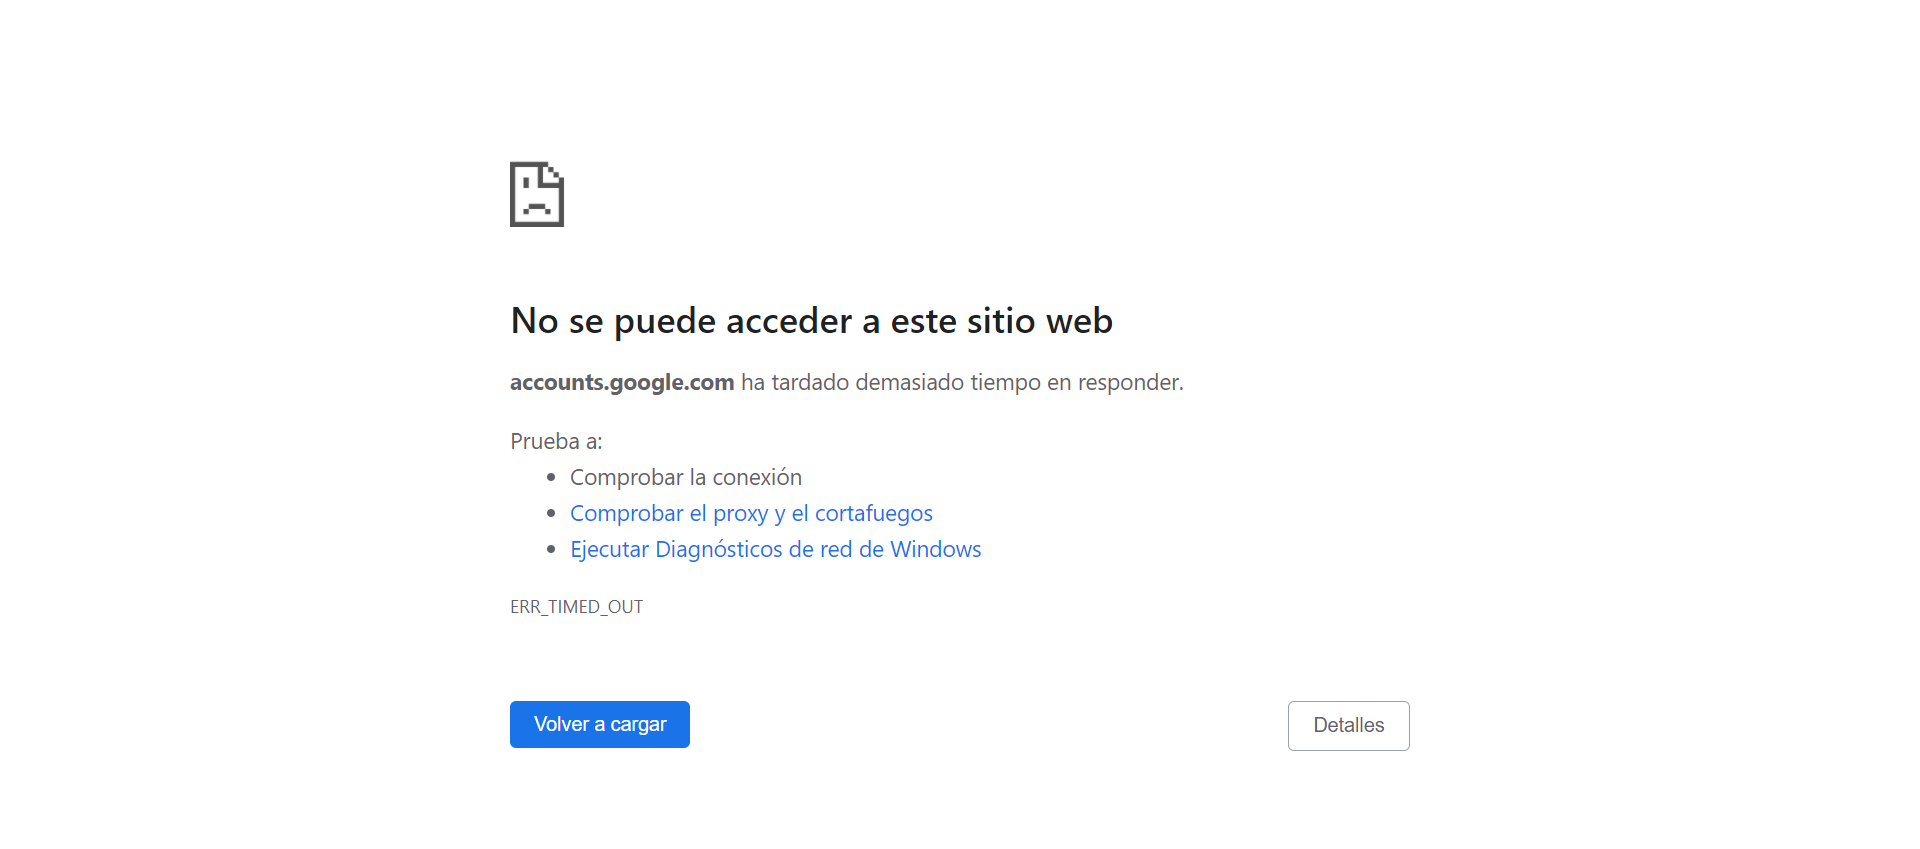 No se puede acceder a este sitio web
accounts.google.com ha tardado demasiado tiempo en responder.
Prueba a:
Comprobar la conexión
Comprobar el proxy y el cortafuegos
Ejecutar Diagnósticos de red de Windows
ERR_TIMED_OUT
Volver a cargar
Detalles